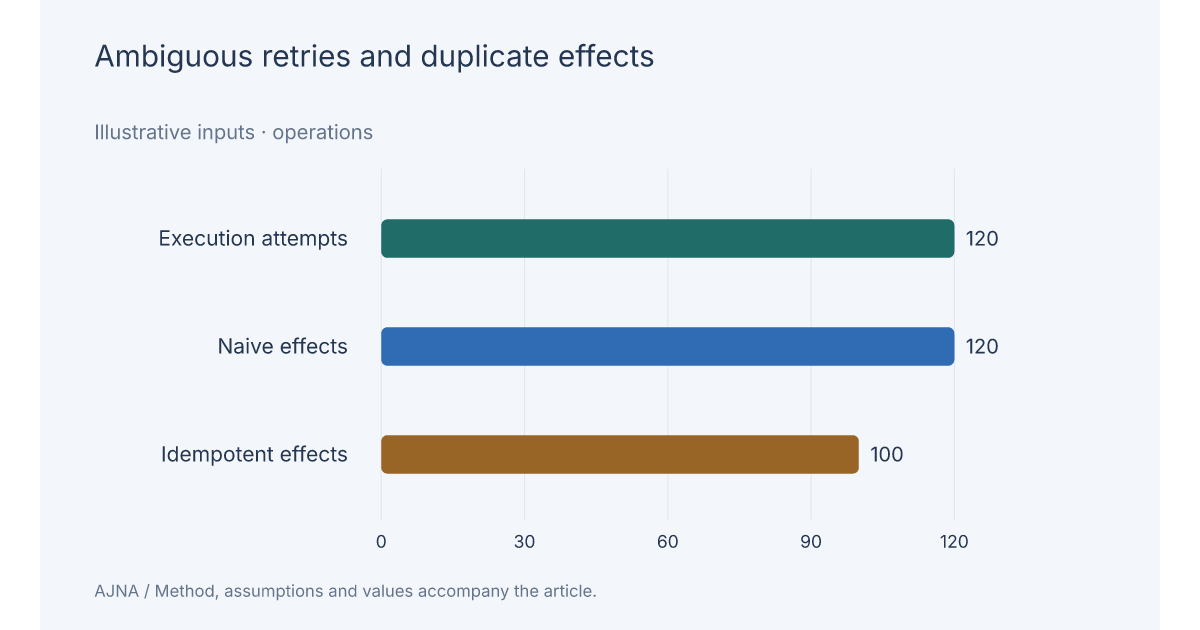 Ambiguous retries and duplicate effects
Illustrative inputs · operations
Execution attempts 120
Naive effects 120
Idempotent effects 100
0 30 60 90 120
AJNA / Method, assumptions and values accompany the article.